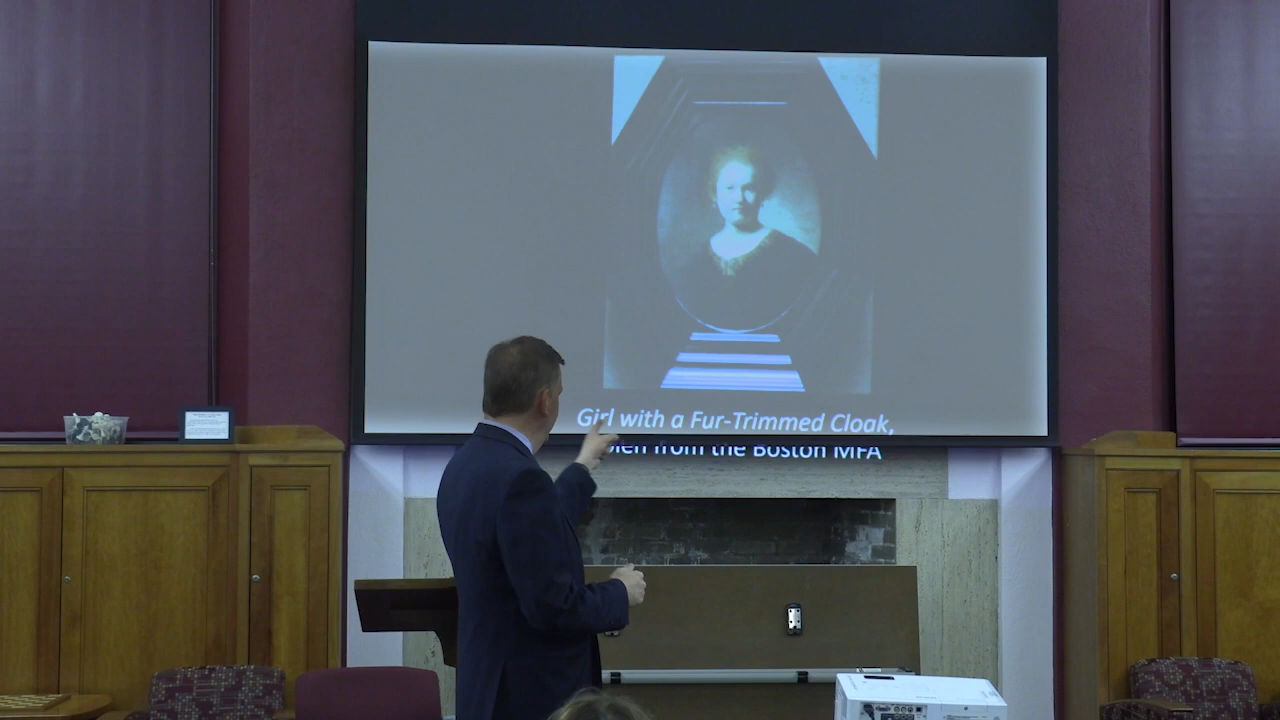 Girl with a Fur-Trimmed Cloak,
from the Boston MFA